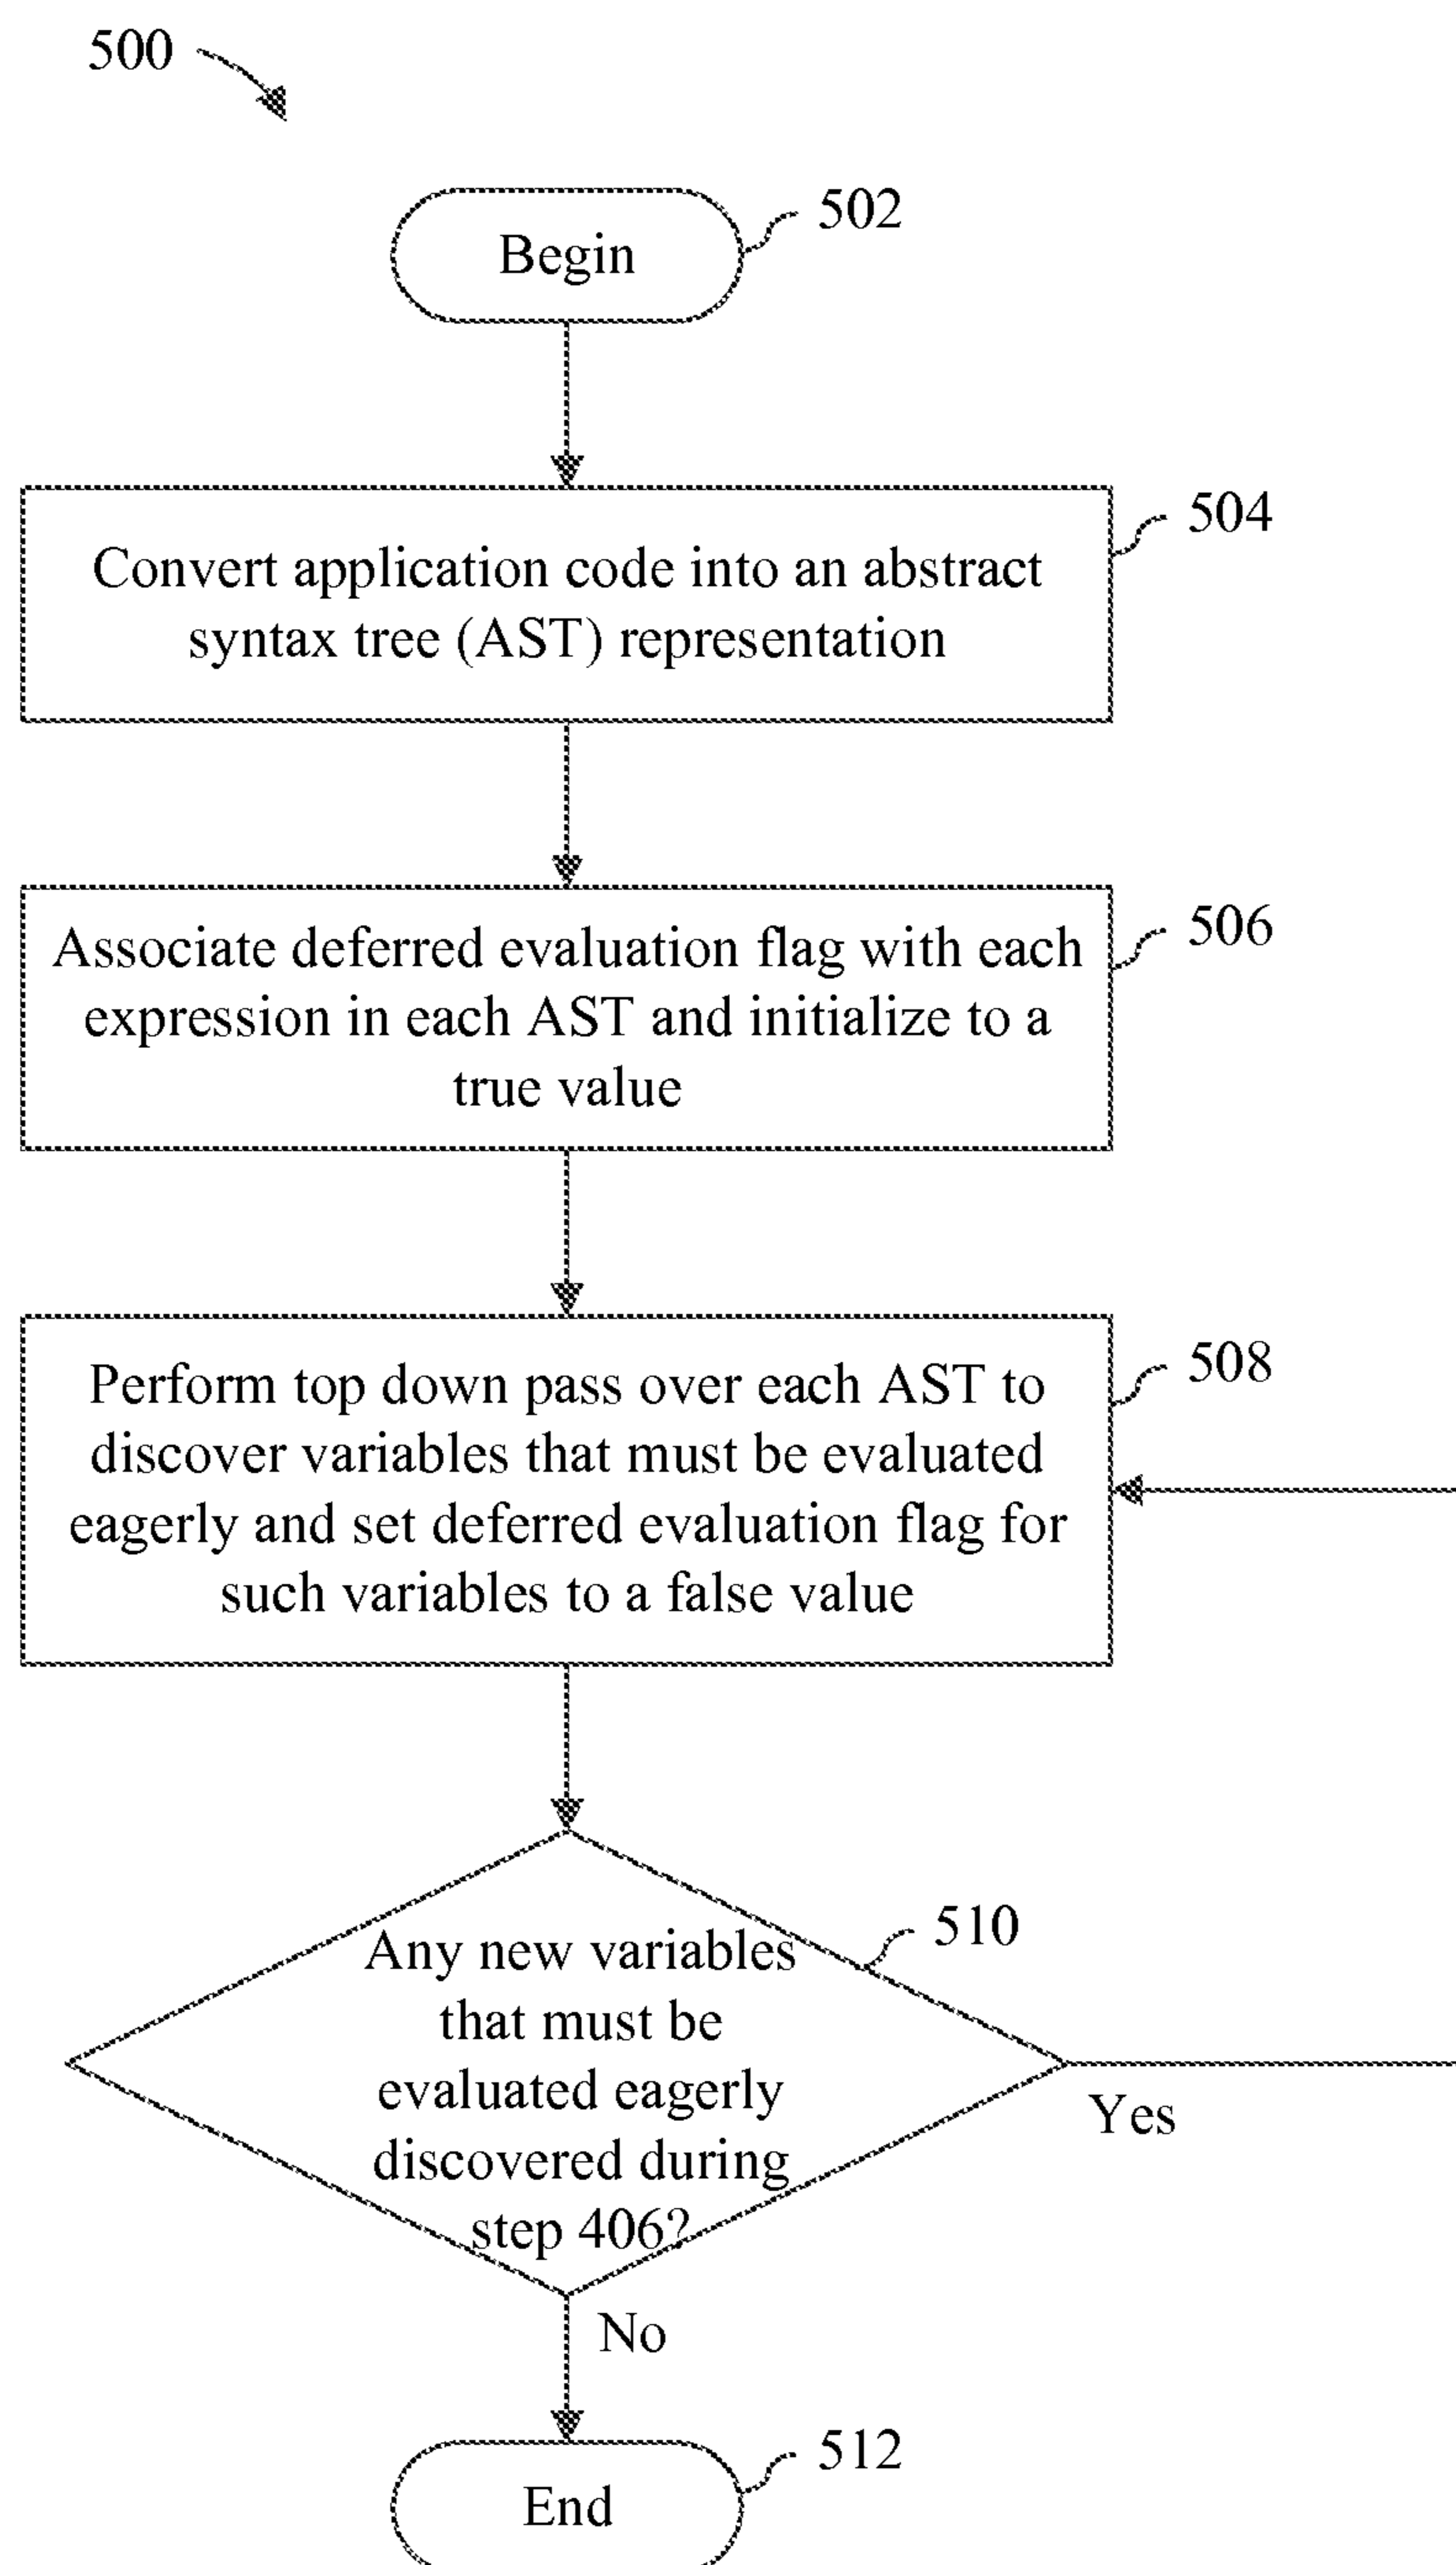 500
Begin
502
Convert application code into an abstract
syntax tree (AST) representation
504
Associate deferred evaluation flag with each
expression in each AST and initialize to a
true value
506
Perform top down pass over each AST to
discover variables that must be evaluated
eagerly and set deferred evaluation flag for
such variables to a false value
508
Any new variables
that must be
evaluated eagerly
discovered during
step 406?
510
Yes
No
End
512